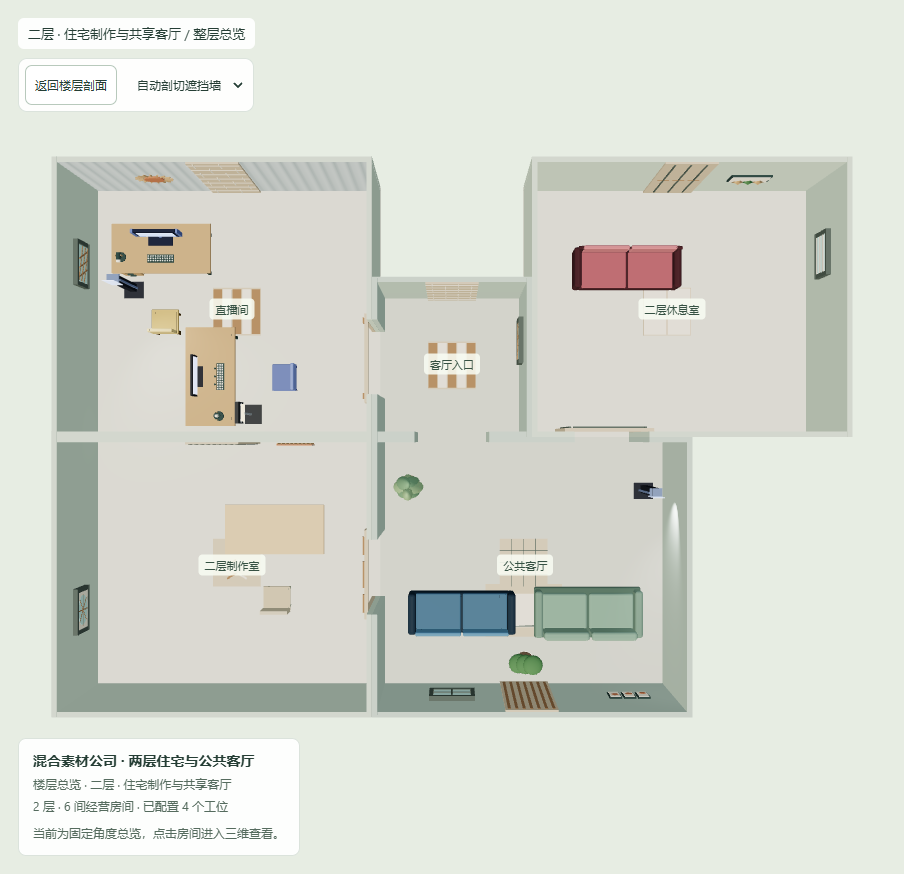 二层 · 住宅制作与共享客厅 / 整层总览
返回楼层剖面
自动剖切遮挡墙
直播间
二层休息室
客厅入口
二层制作室
公共客厅
混合素材公司 · 两层住宅与公共客厅
楼层总览 · 二层 · 住宅制作与共享客厅
2 层 · 6 间经营房间 · 已配置 4 个工位
当前为固定角度总览，点击房间进入三维查看。